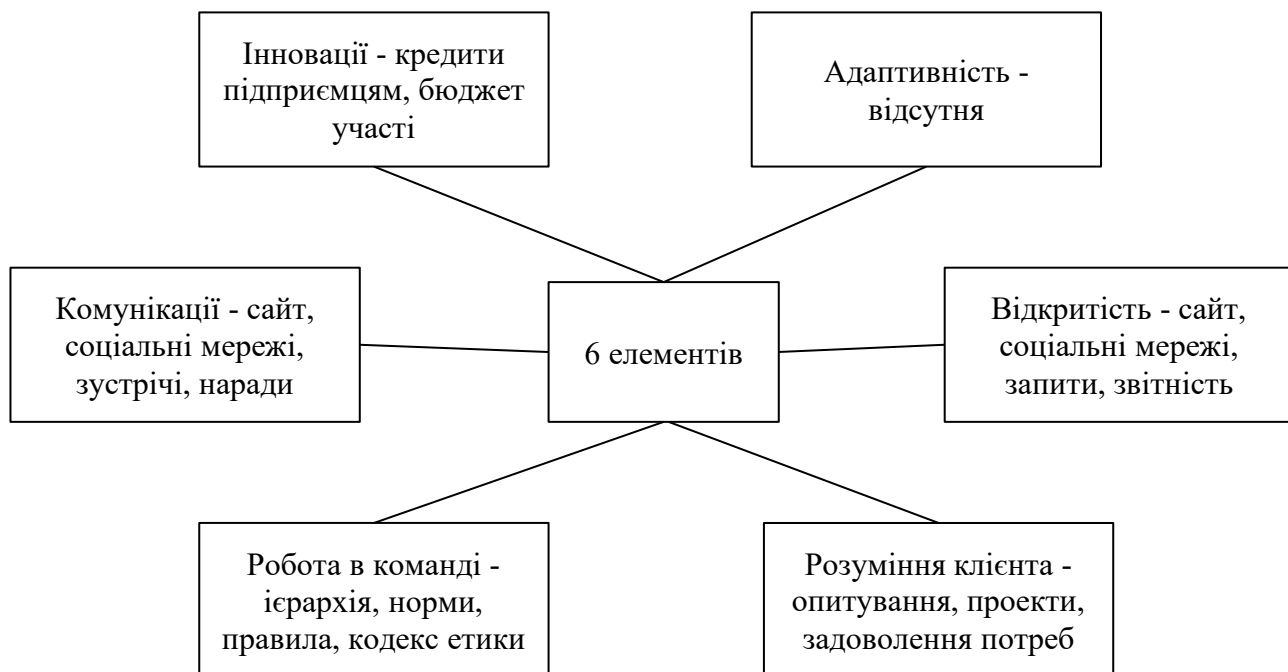 Інновації - кредити
підприємцям, бюджет
участі
Адаптивність -
відсутня
Комунікації - сайт,
соціальні мережі,
зустрічі, наради
6 елементів
Відкритість - сайт,
соціальні мережі,
запити, звітність
Робота в команді -
ієрархія, норми,
правила, кодекс етики
Розуміння клієнта -
опитування, проекти,
задоволення потреб